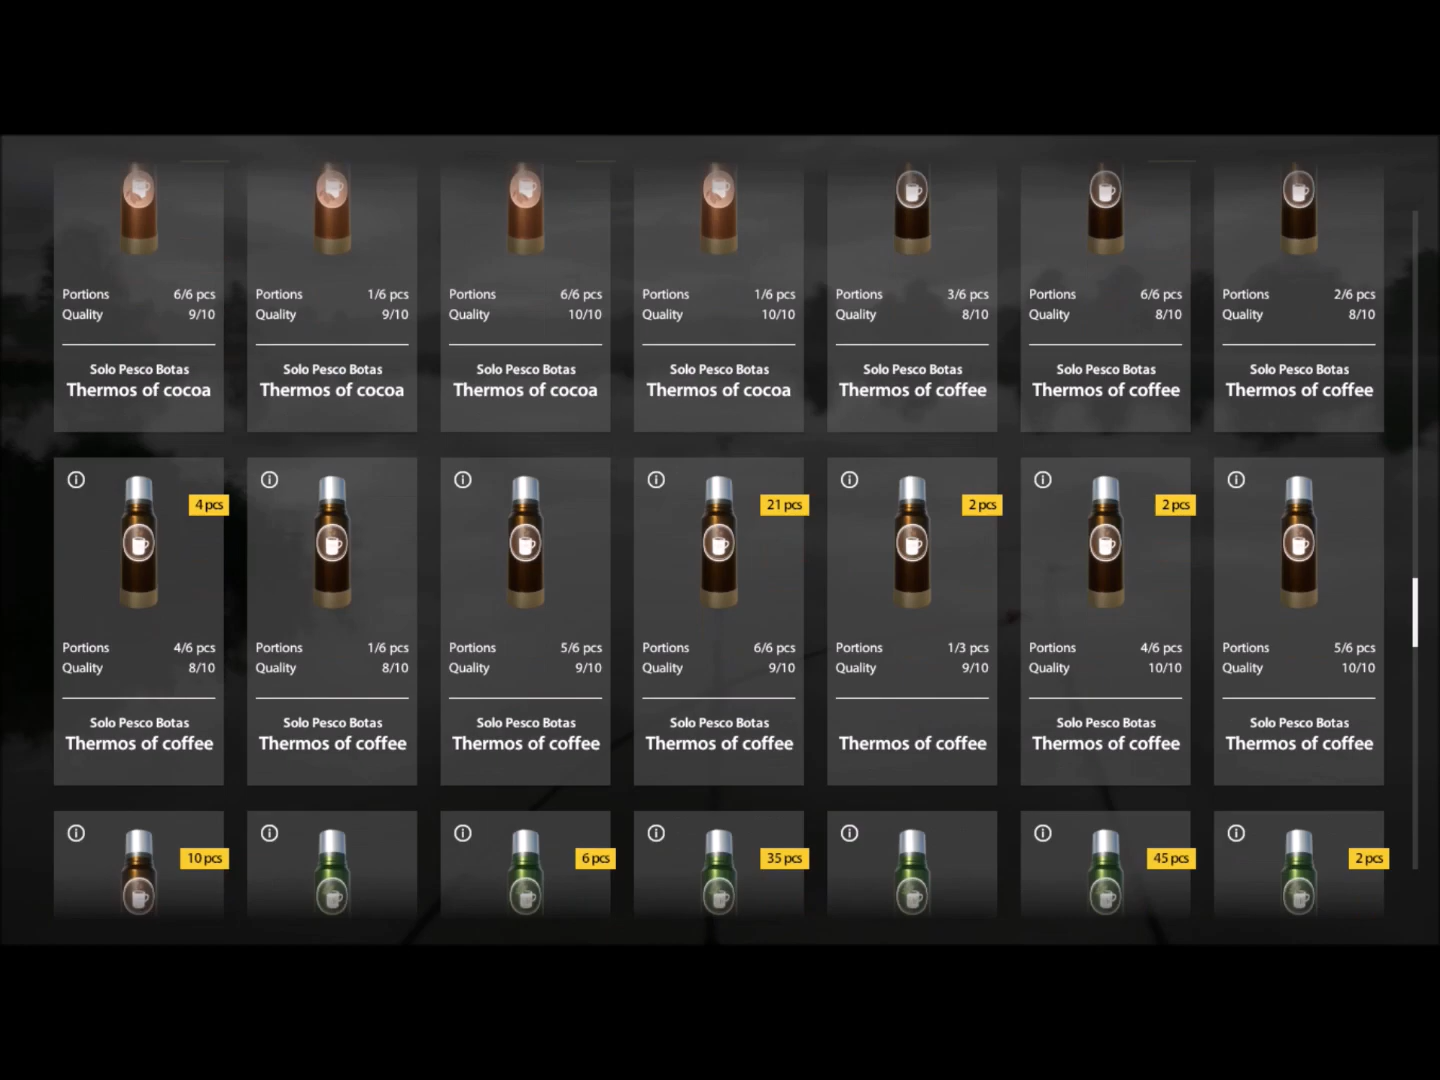 Portions 6/6 pcs
Quality 9/10
Solo Pesco Botas
Thermos of cocoa
Portions 1/6 pcs
Quality 9/10
Solo Pesco Botas
Thermos of cocoa
Portions 6/6 pcs
Quality 10/10
Solo Pesco Botas
Thermos of cocoa
Portions 1/6 pcs
Quality 10/10
Solo Pesco Botas
Thermos of cocoa
Portions 3/6 pcs
Quality 8/10
Solo Pesco Botas
Thermos of coffee
Portions 6/6 pcs
Quality 8/10
Solo Pesco Botas
Thermos of coffee
Portions 2/6 pcs
Quality 8/10
Solo Pesco Botas
Thermos of coffee
4 pcs
Portions 4/6 pcs
Quality 8/10
Solo Pesco Botas
Thermos of coffee
Portions 1/6 pcs
Quality 8/10
Solo Pesco Botas
Thermos of coffee
Portions 5/6 pcs
Quality 9/10
Solo Pesco Botas
Thermos of coffee
21 pcs
Portions 6/6 pcs
Quality 9/10
Solo Pesco Botas
Thermos of coffee
2 pcs
Portions 1/3 pcs
Quality 9/10
Thermos of coffee
2 pcs
Portions 4/6 pcs
Quality 10/10
Solo Pesco Botas
Thermos of coffee
Portions 5/6 pcs
Quality 10/10
Solo Pesco Botas
Thermos of coffee
10 pcs
6 pcs
35 pcs
45 pcs
2 pcs